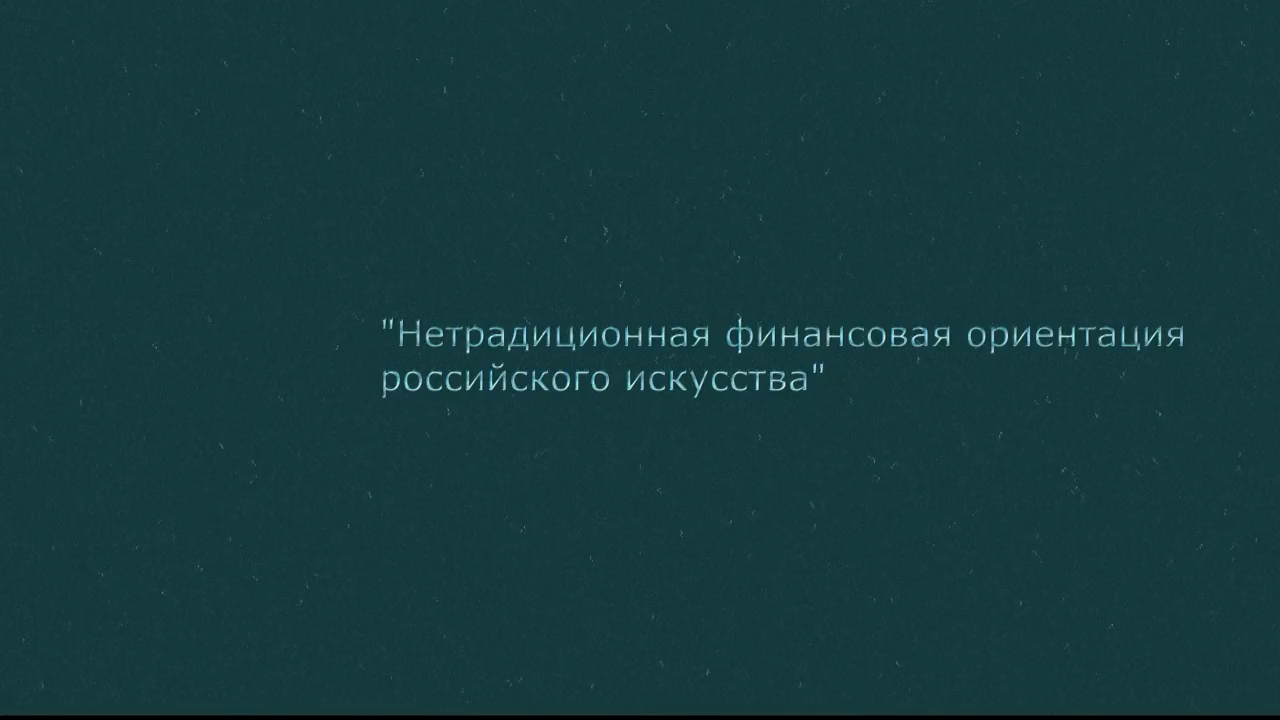 "Нетрадиционная финансовая ориентация
российского искусства"